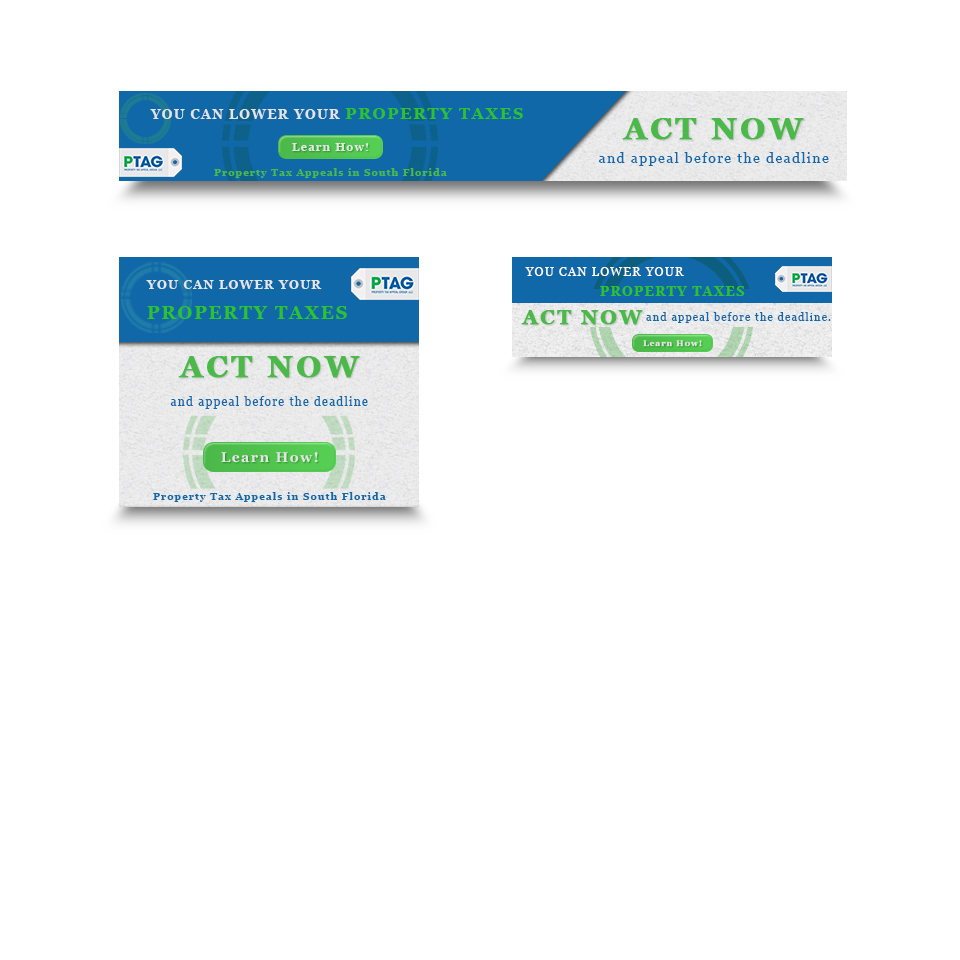 YOU CAN LOWER YOUR PROPERTY TAXES
Learn How!
Property Tax Appeals in South Florida
PTAG
ACT NOW
and appeal before the deadline
YOU CAN LOWER YOUR
PROPERTY TAXES
PTAG
ACT NOW
and appeal before the deadline
Learn How!
Property Tax Appeals in South Florida
YOU CAN LOWER YOUR
PROPERTY TAXES
PTAG
ACT NOW and appeal before the deadline.
Learn How!